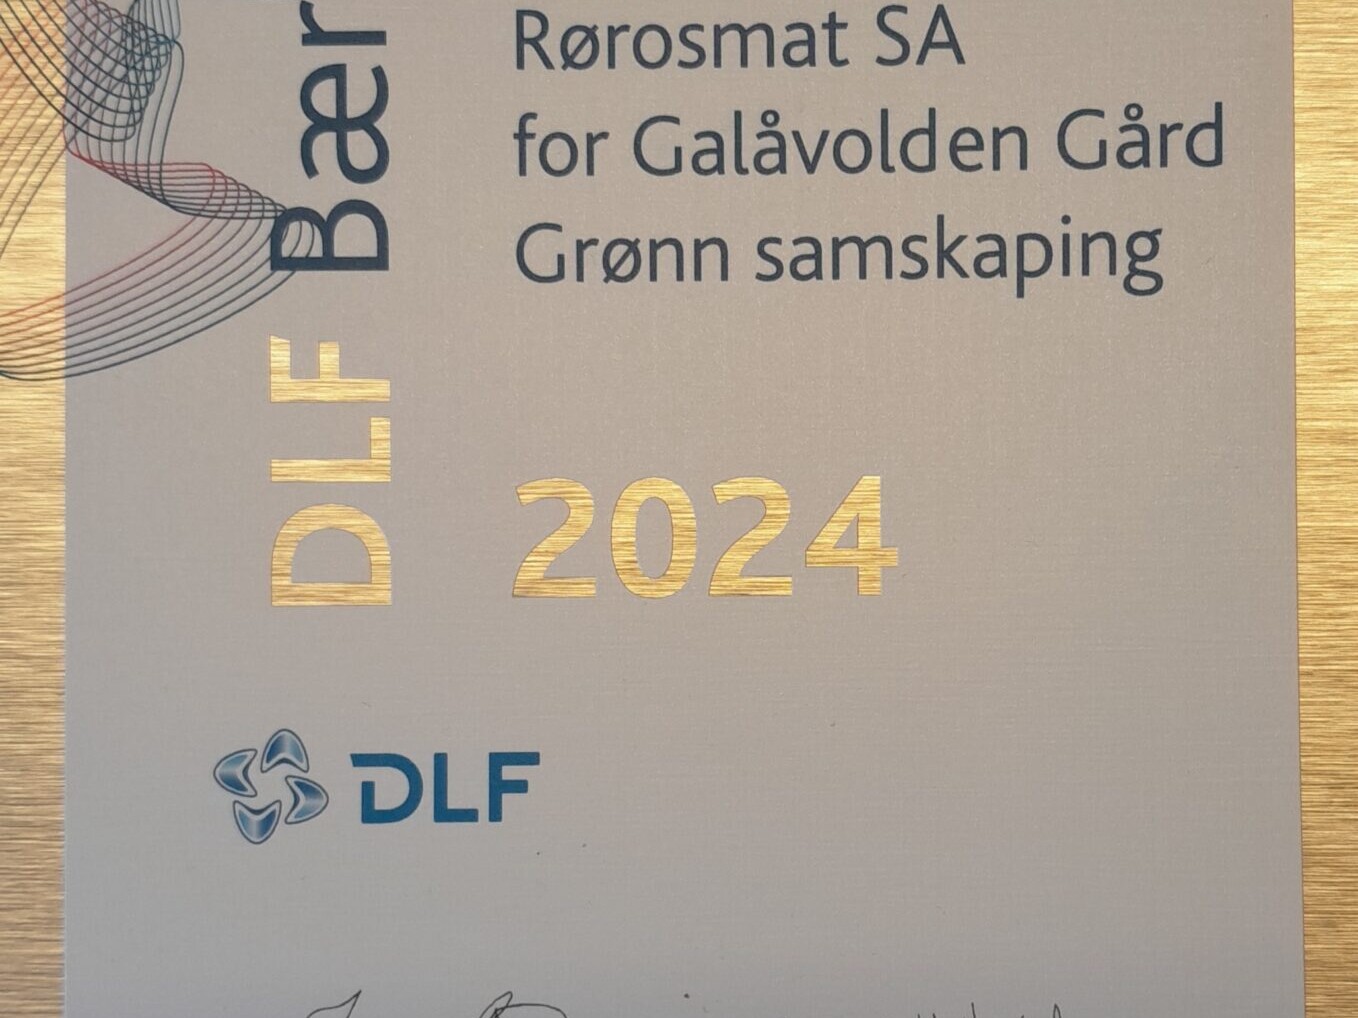 Rørosmat SA
for Galåvolden Gård
Grønn samskaping
DLF Bær
2024
DLF